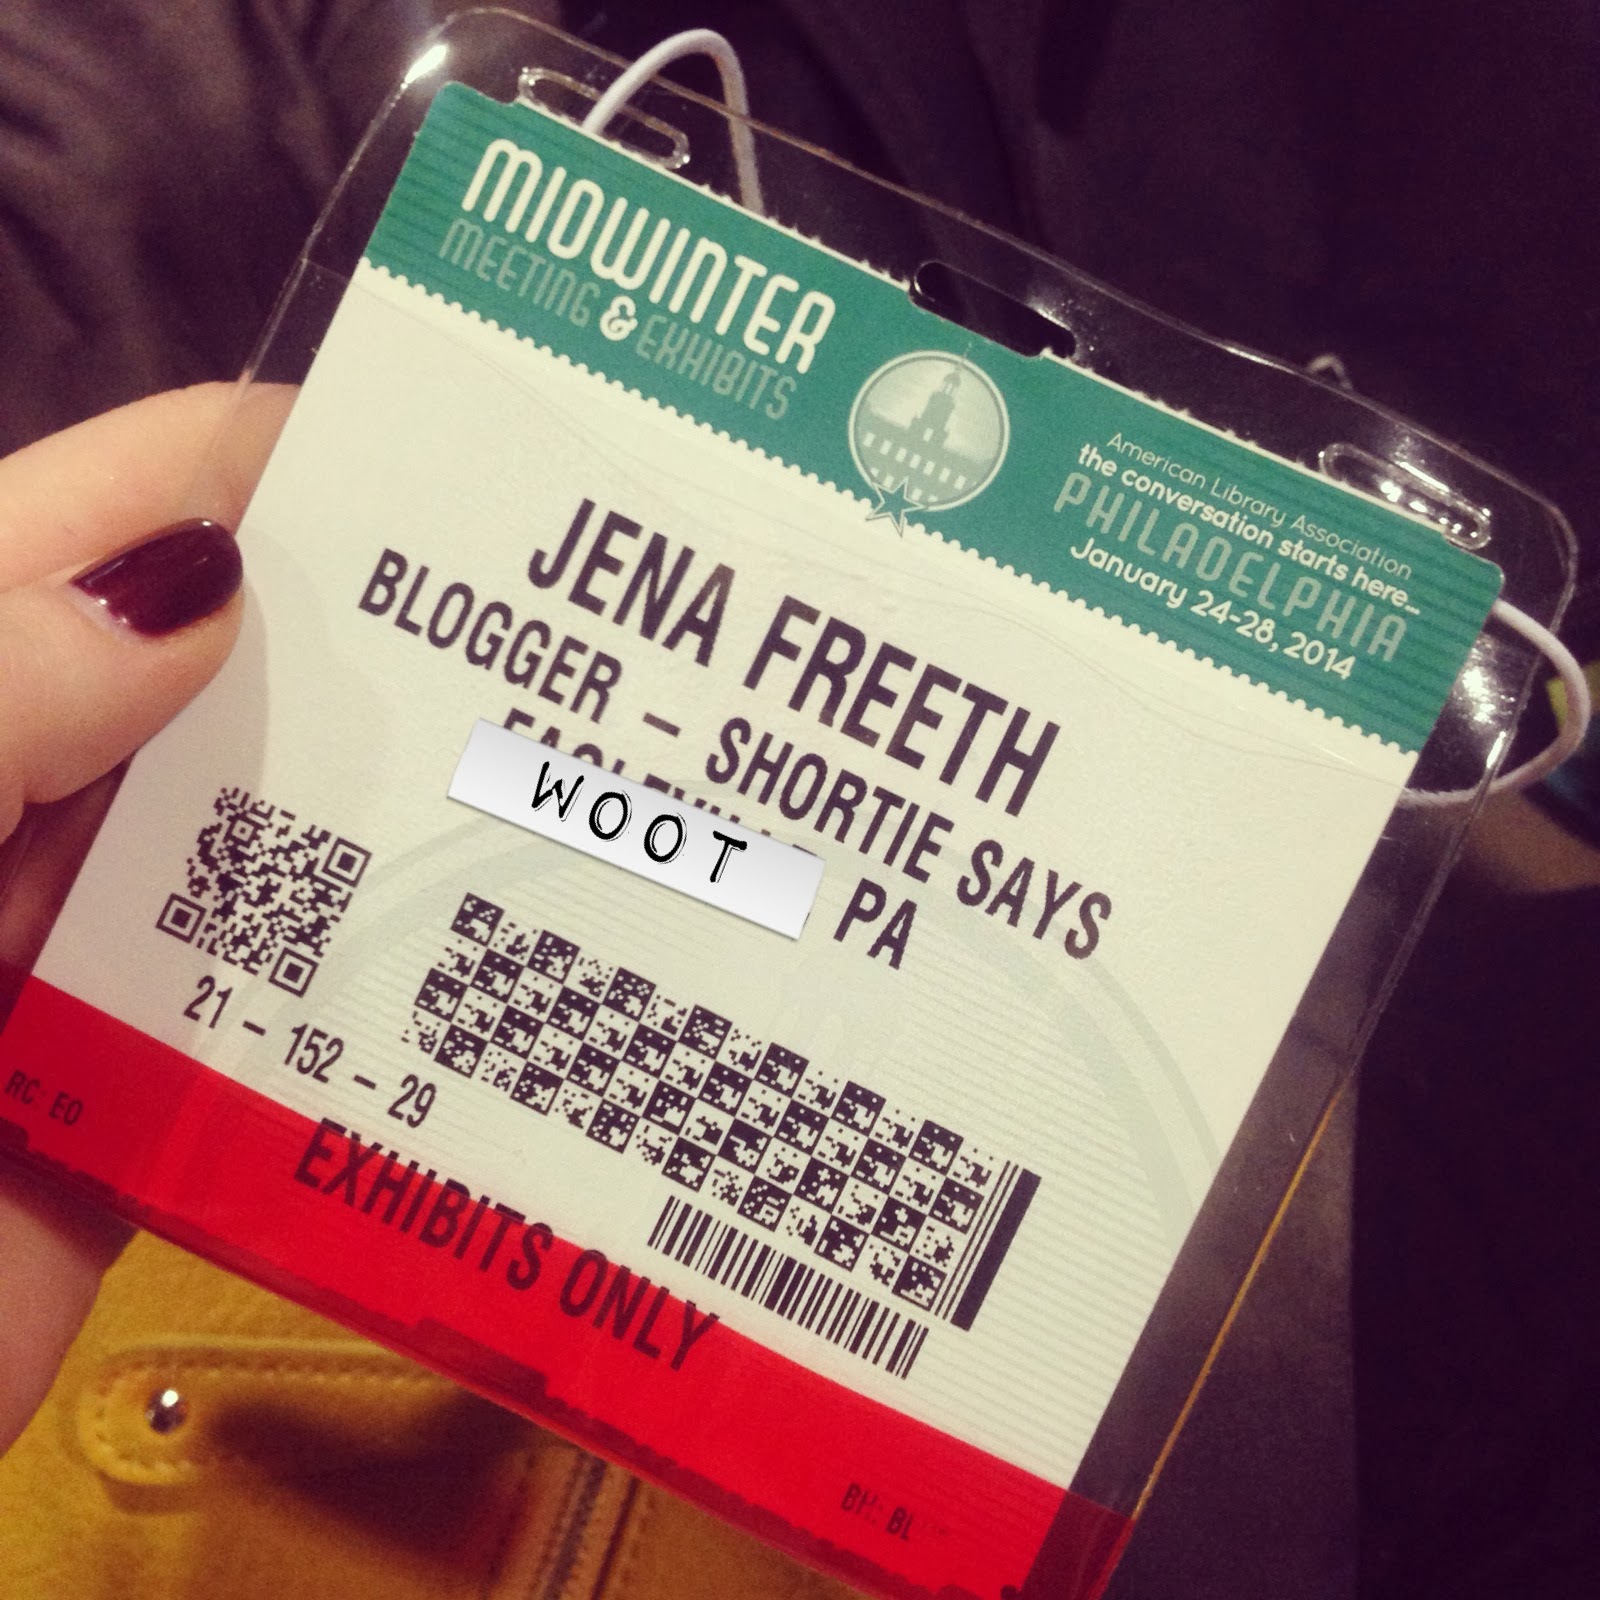 MIDWINTER
MEETING & EXHIBITS
American Library Association
the conversation starts here...
PHILADELPHIA
January 24-28, 2014
JENA FREETH
BLOGGER - SHORTIE SAYS
WOOT
PA
21 - 152 - 29
RC: EO
EXHIBITS ONLY